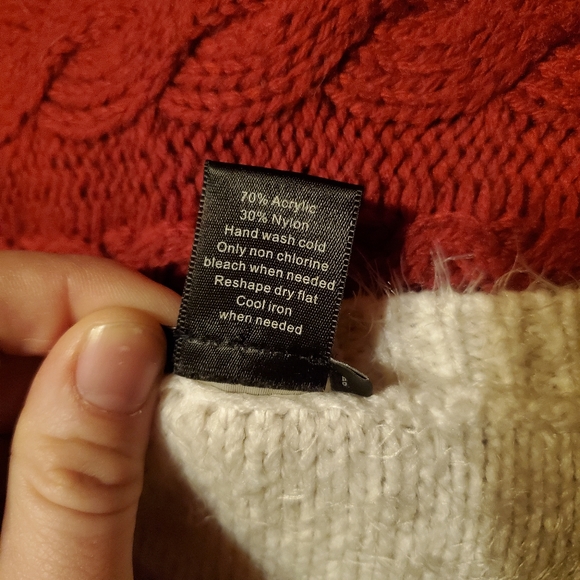 70% Acrylic
30% Nylon
Hand wash cold
Only non chlorine
bleach when needed
Reshape dry flat
Cool iron
when needed